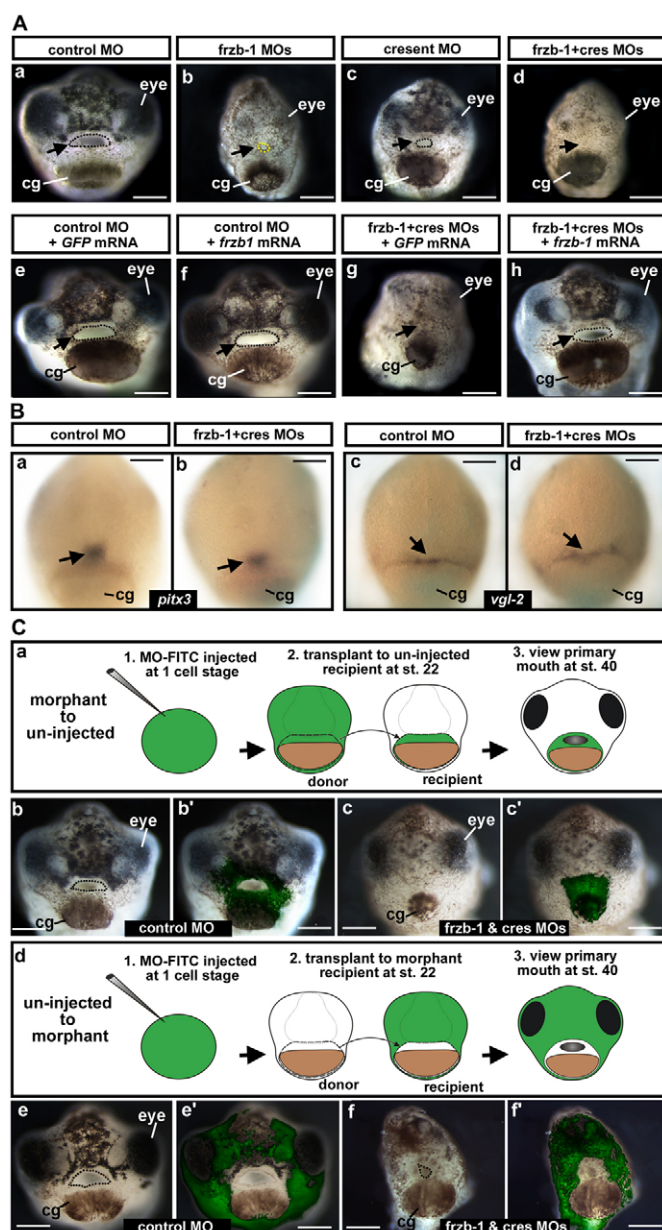 A
control MO
frzb-1 MOs
cresent MO
frzb-1+cres MOs
a
eye
cg
b
eye
cg
c
eye
cg
d
eye
cg
control MO
+ GFP mRNA
control MO
+ frzb1 mRNA
frzb-1+cres MOs
+ GFP mRNA
frzb-1+cres MOs
+ frzb-1 mRNA
e
eye
cg
f
eye
cg
g
eye
cg
h
eye
cg
B
control MO
frzb-1+cres MOs
control MO
frzb-1+cres MOs
a
b
c
d
cg
cg
cg
cg
pitx3
vgl-2
C
a
1. MO-FITC injected
at 1 cell stage
2. transplant to un-injected
recipient at st. 22
3. view primary
mouth at st. 40
morphant
to
un-injected
donor
recipient
b
eye
cg
b'
control MO
c
eye
cg
c'
frzb-1 & cres MOs
d
1. MO-FITC injected
at 1 cell stage
2. transplant to morphant
recipient at st. 22
3. view primary
mouth at st. 40
un-injected
to
morphant
donor
recipient
e
eye
cg
e'
control MO
f
eye
cg
f'
frzb-1 & cres MOs